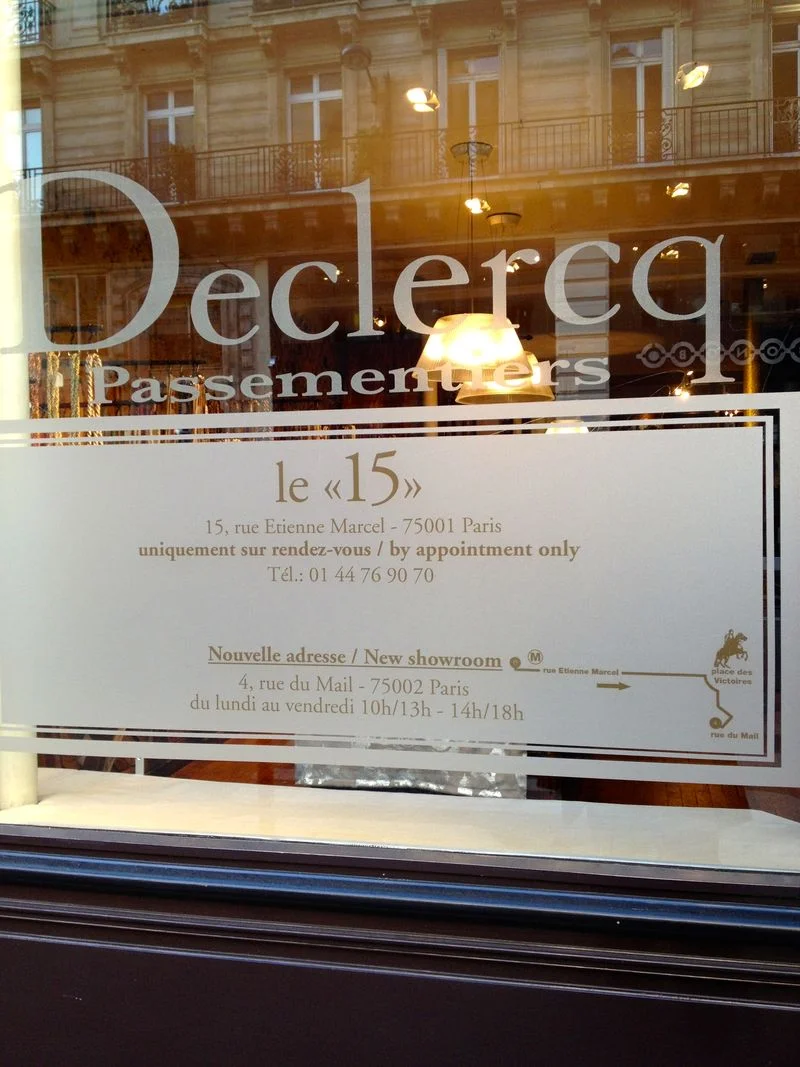 Declercq
Passementiers
le «15»
15, rue Etienne Marcel - 75001 Paris
uniquement sur rendez-vous / by appointment only
Tél.: 01 44 76 90 70
Nouvelle adresse / New showroom
4, rue du Mail - 75002 Paris
du lundi au vendredi 10h/13h - 14h/18h
M
rue Etienne Marcel
place des
Victoires
rue du Mail